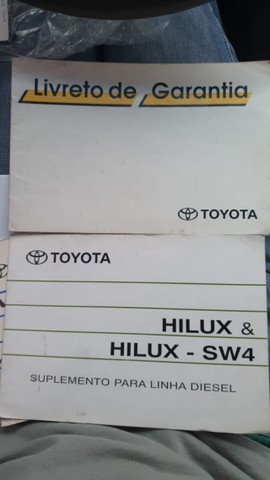 Livreto de Garantia
TOYOTA
TOYOTA
HILUX &
HILUX - SW4
SUPLEMENTO PARA LINHA DIESEL